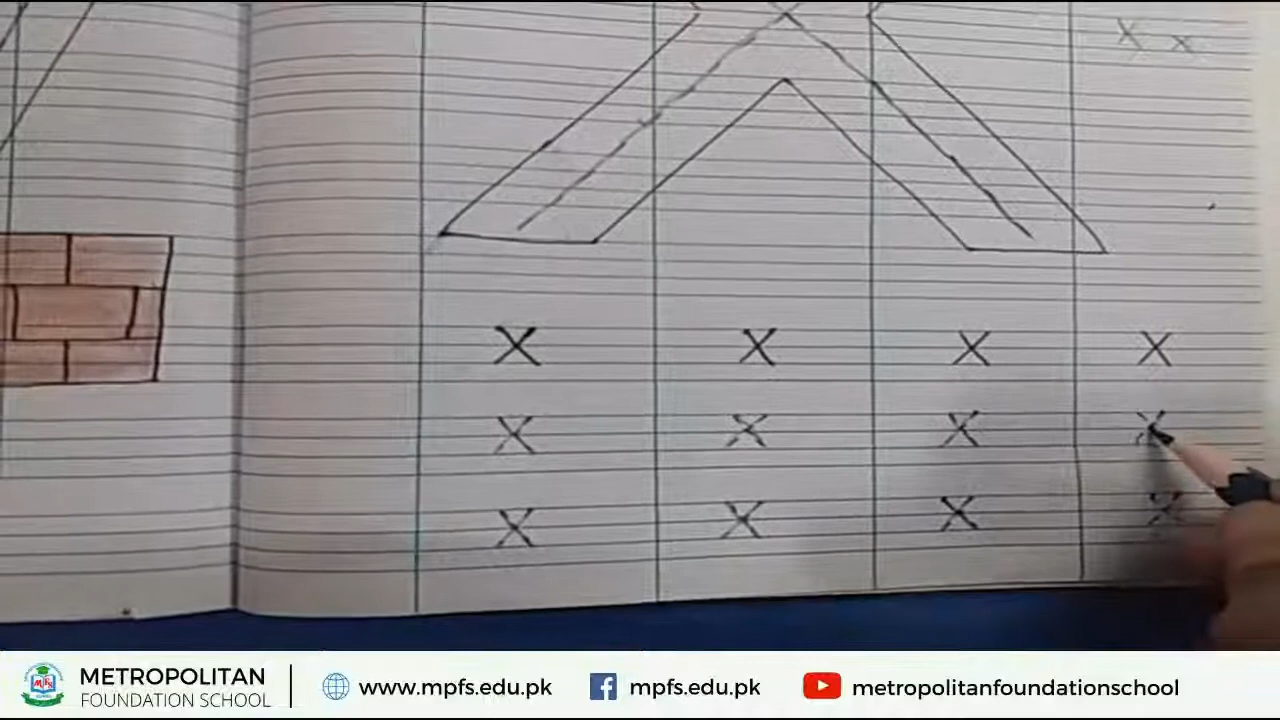 X x
X X X X
X X X X
X X X X
METROPOLITAN
FOUNDATION SCHOOL
www.mpfs.edu.pk
mpfs.edu.pk
metropolitanfoundationschool